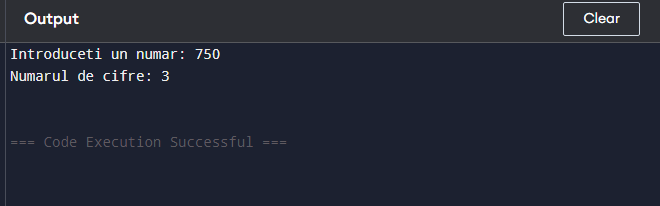 Output
Clear
Introduceti un numar: 750
Numarul de cifre: 3
=== Code Execution Successful ===